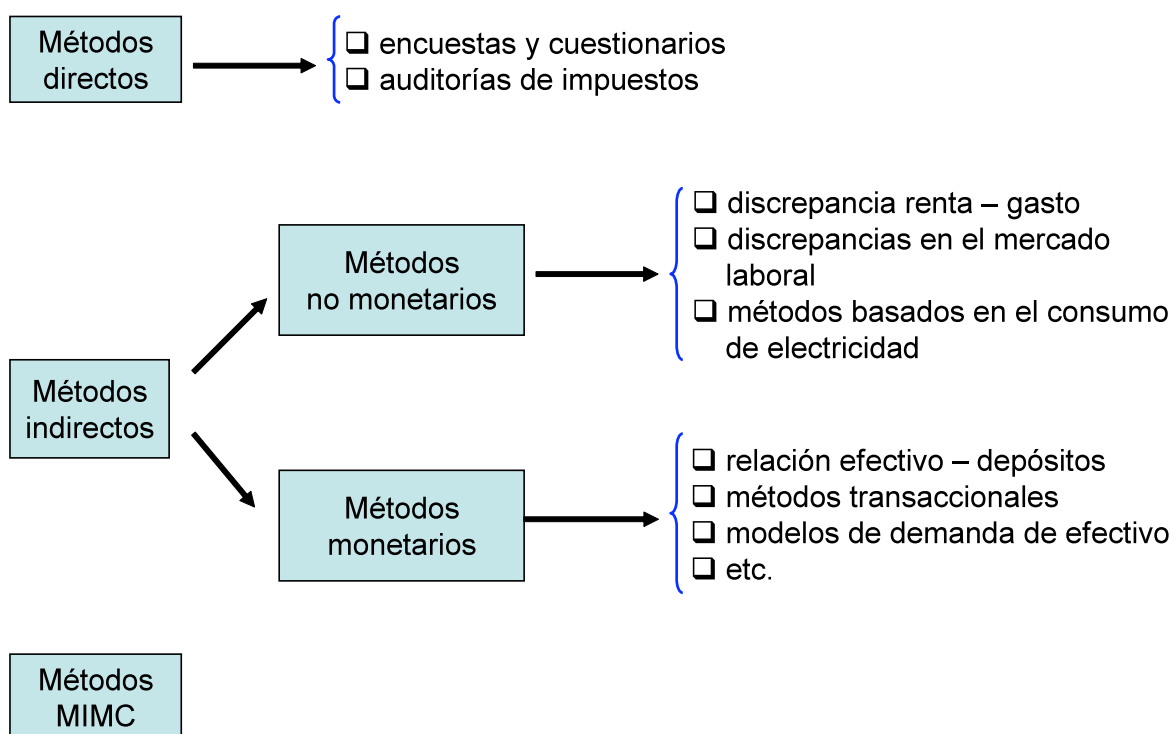 Métodos
directos
❑ encuestas y cuestionarios
❑ auditorías de impuestos
Métodos
no monetarios
❑ discrepancia renta – gasto
❑ discrepancias en el mercado
laboral
❑ métodos basados en el consumo
de electricidad
Métodos
indirectos
Métodos
monetarios
❑ relación efectivo – depósitos
❑ métodos transaccionales
❑ modelos de demanda de efectivo
❑ etc.
Métodos
MIMC